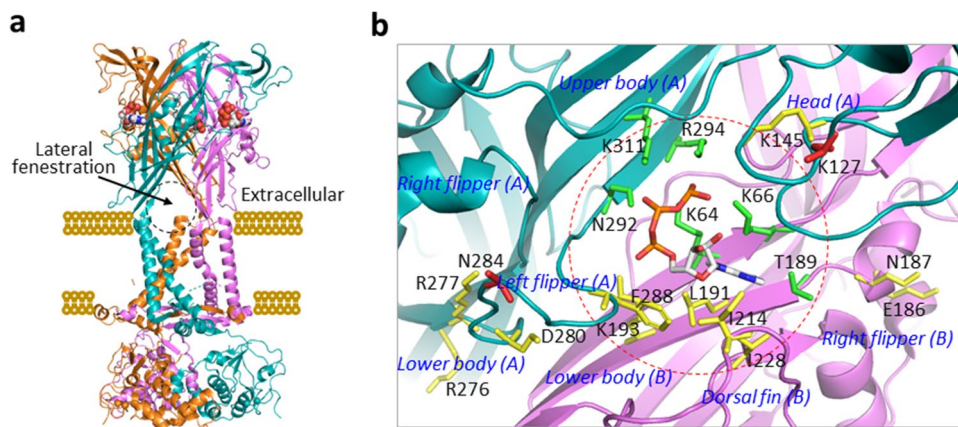 a
Lateral
fenestration
Extracellular
b
Upper body (A)
Head (A)
R294
K311
K145
K127
Right flipper (A)
K64
K66
N292
N284
T189
N187
R277
Left flipper (A)
F288
L191
E186
D280
K193
I214
Right flipper (B)
Lower body (A)
Lower body (B)
I228
R276
Dorsal fin (B)